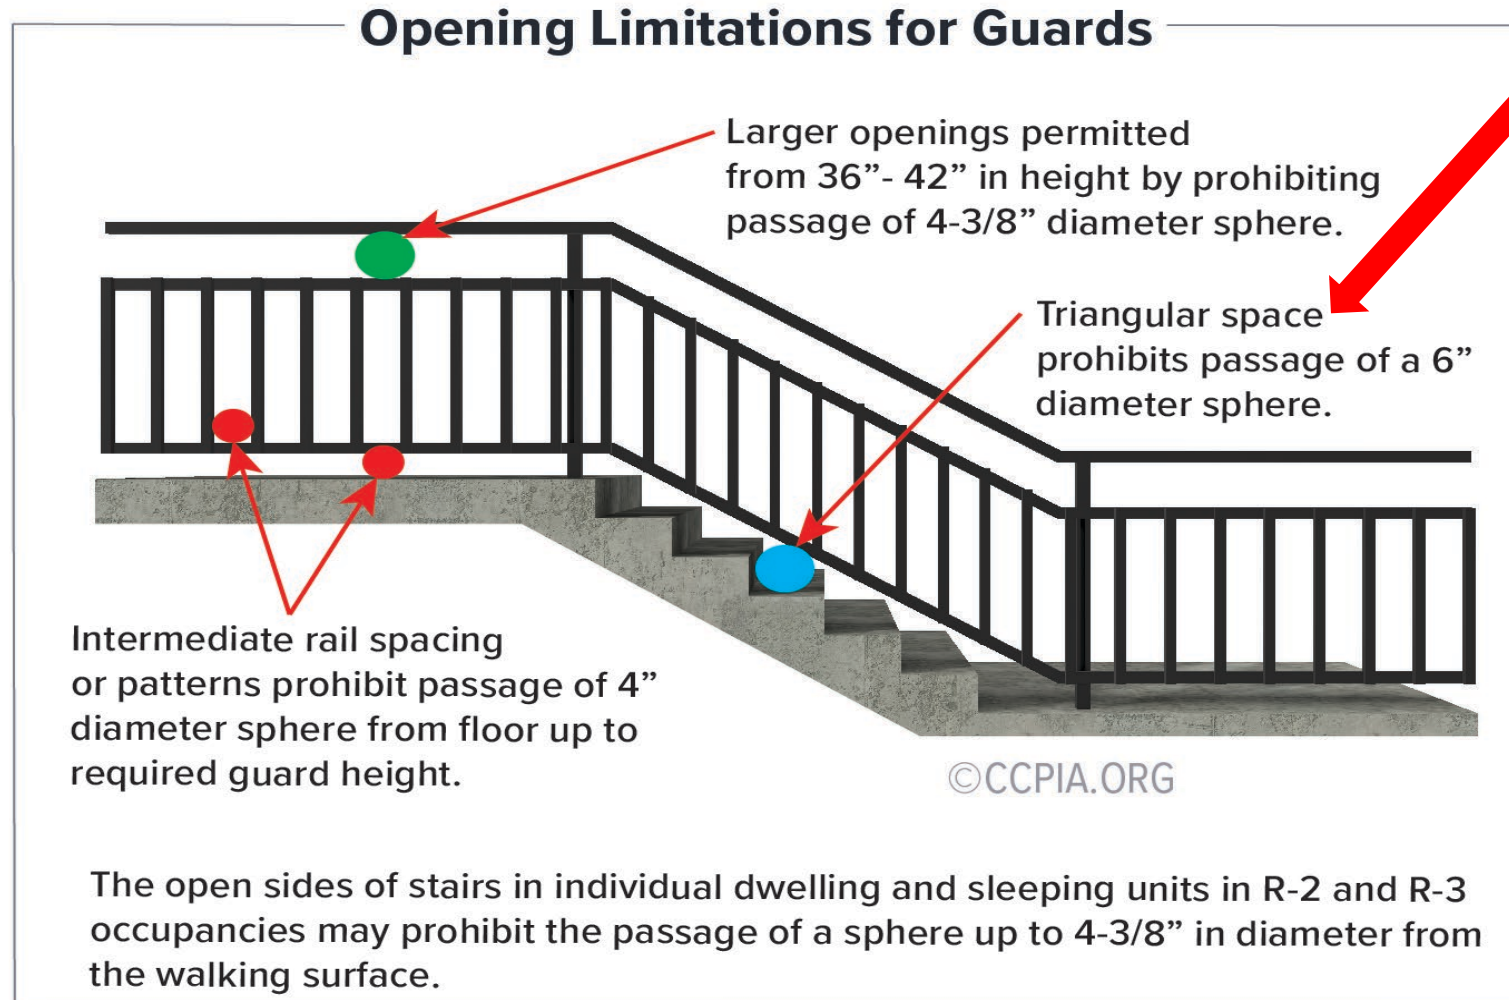 Opening Limitations for Guards
Larger openings permitted
from 36”- 42” in height by prohibiting
passage of 4-3/8” diameter sphere.
Triangular space
prohibits passage of a 6”
diameter sphere.
Intermediate rail spacing
or patterns prohibit passage of 4”
diameter sphere from floor up to
required guard height.
©CCPIA.ORG
The open sides of stairs in individual dwelling and sleeping units in R-2 and R-3
occupancies may prohibit the passage of a sphere up to 4-3/8” in diameter from
the walking surface.